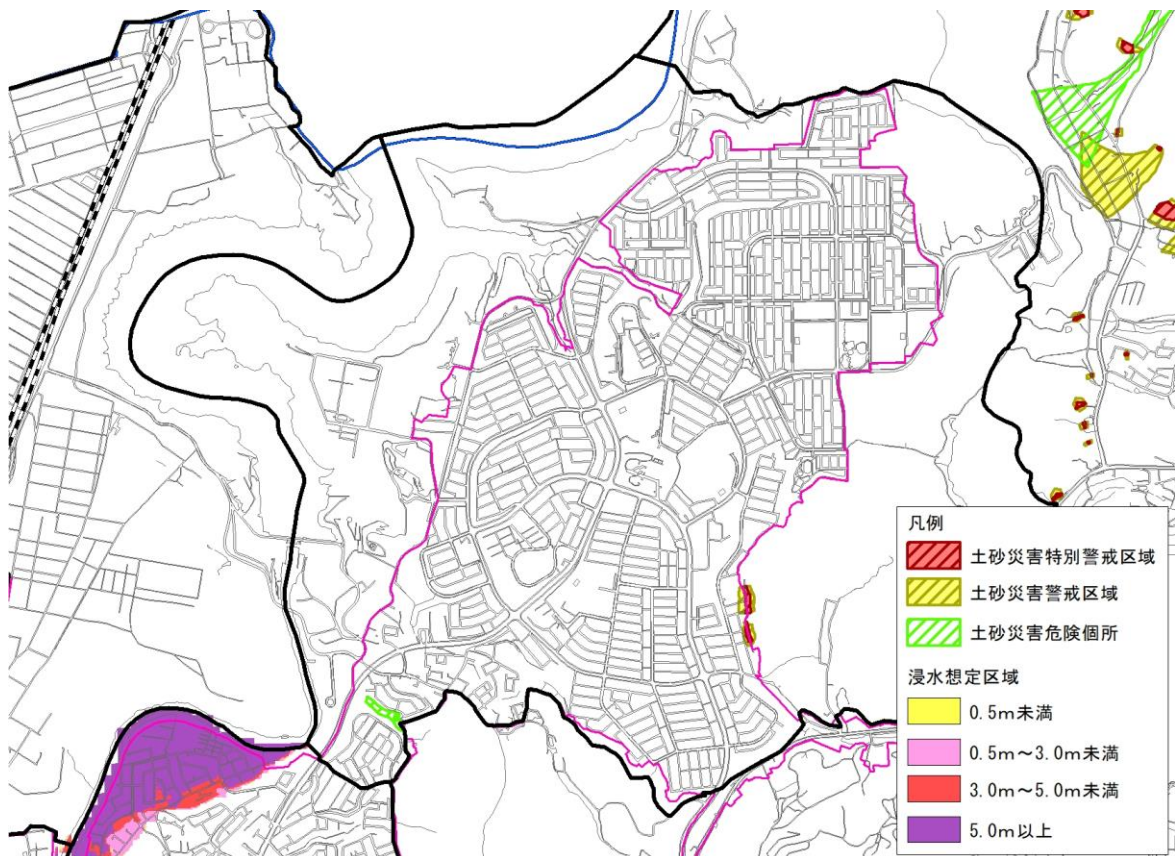 凡例
土砂災害特別警戒区域
土砂災害警戒区域
土砂災害危険個所
浸水想定区域
0.5m未満
0.5m～3.0m未満
3.0m～5.0m未満
5.0m以上